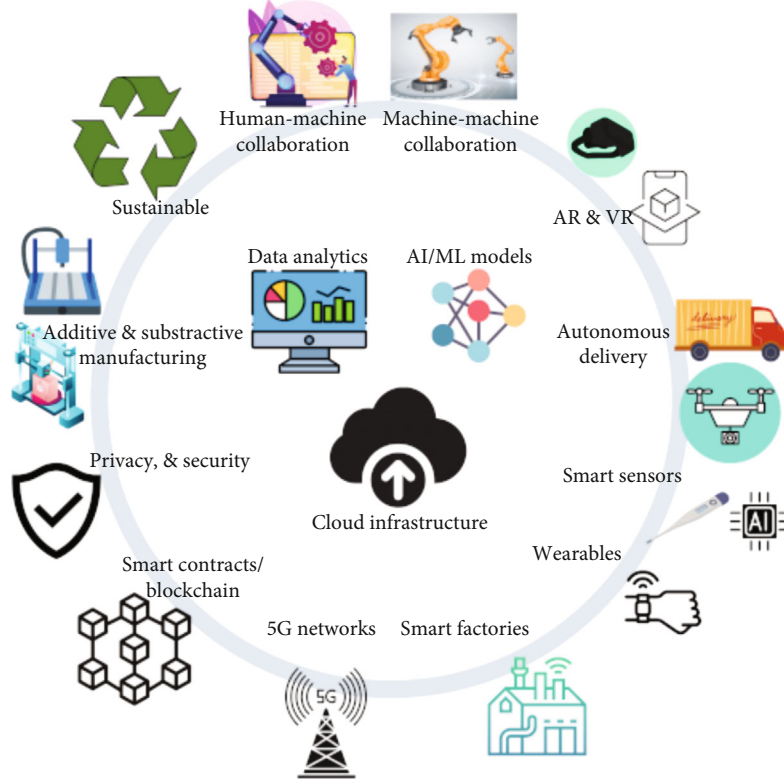 Human-machine
collaboration
Machine-machine
collaboration
Sustainable
AR & VR
Data analytics
AI/ML models
Additive & substractive
manufacturing
Autonomous
delivery
delivery
Privacy, & security
Smart sensors
Cloud infrastructure
AI
Wearables
Smart contracts/
blockchain
5G networks
Smart factories
5G